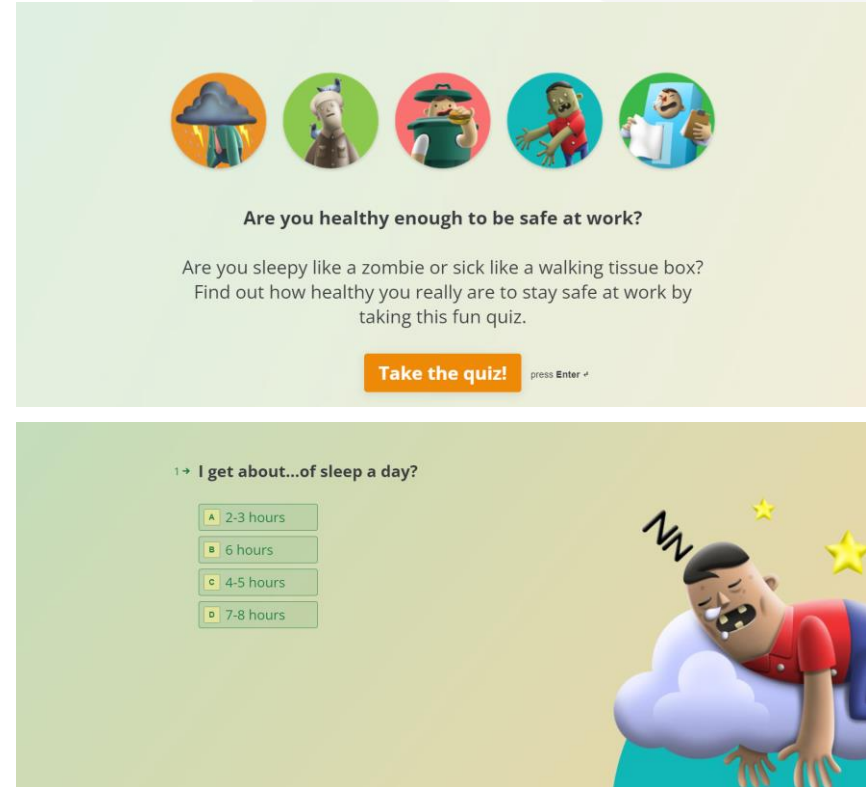 Are you healthy enough to be safe at work?
Are you sleepy like a zombie or sick like a walking tissue box?
Find out how healthy you really are to stay safe at work by
taking this fun quiz.
Take the quiz! press Enter ↵
1→ I get about...of sleep a day?
A 2-3 hours
B 6 hours
C 4-5 hours
D 7-8 hours